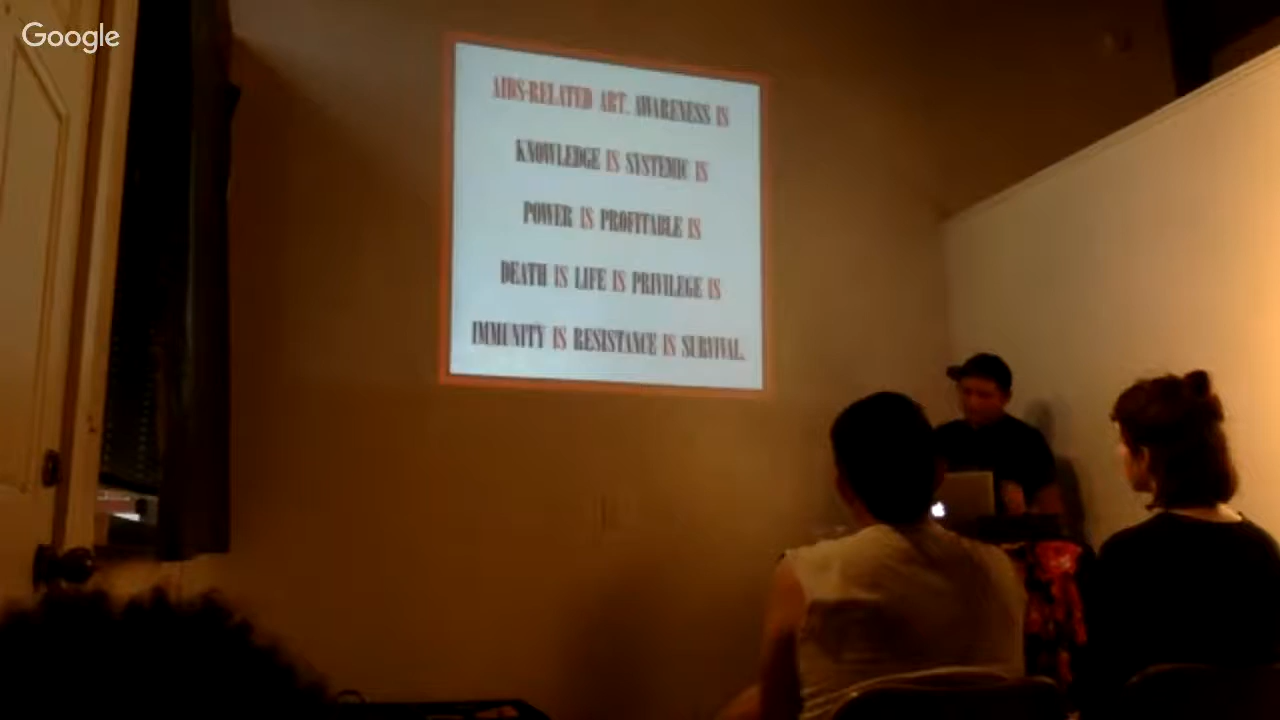 Google
AIDS-RELATED ART. AWARENESS IS
KNOWLEDGE IS SYSTEMIC IS
POWER IS PROFITABLE IS
DEATH IS LIFE IS PRIVILEGE IS
IMMUNITY IS RESISTANCE IS SURVIVAL.